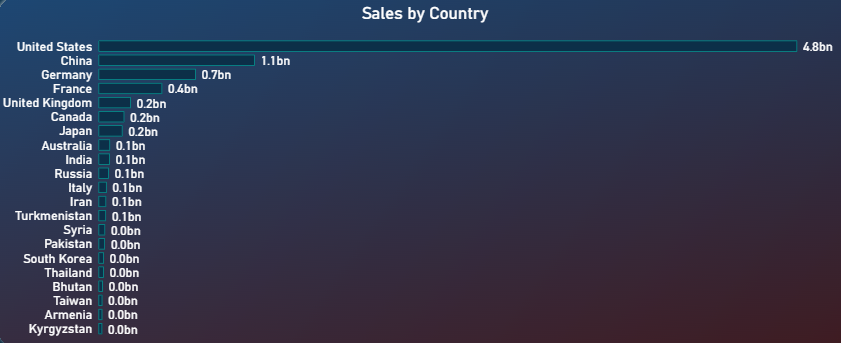 Sales by Country
United States 4.8bn
China 1.1bn
Germany 0.7bn
France 0.4bn
United Kingdom 0.2bn
Canada 0.2bn
Japan 0.2bn
Australia 0.1bn
India 0.1bn
Russia 0.1bn
Italy 0.1bn
Iran 0.1bn
Turkmenistan 0.1bn
Syria 0.0bn
Pakistan 0.0bn
South Korea 0.0bn
Thailand 0.0bn
Bhutan 0.0bn
Taiwan 0.0bn
Armenia 0.0bn
Kyrgyzstan 0.0bn